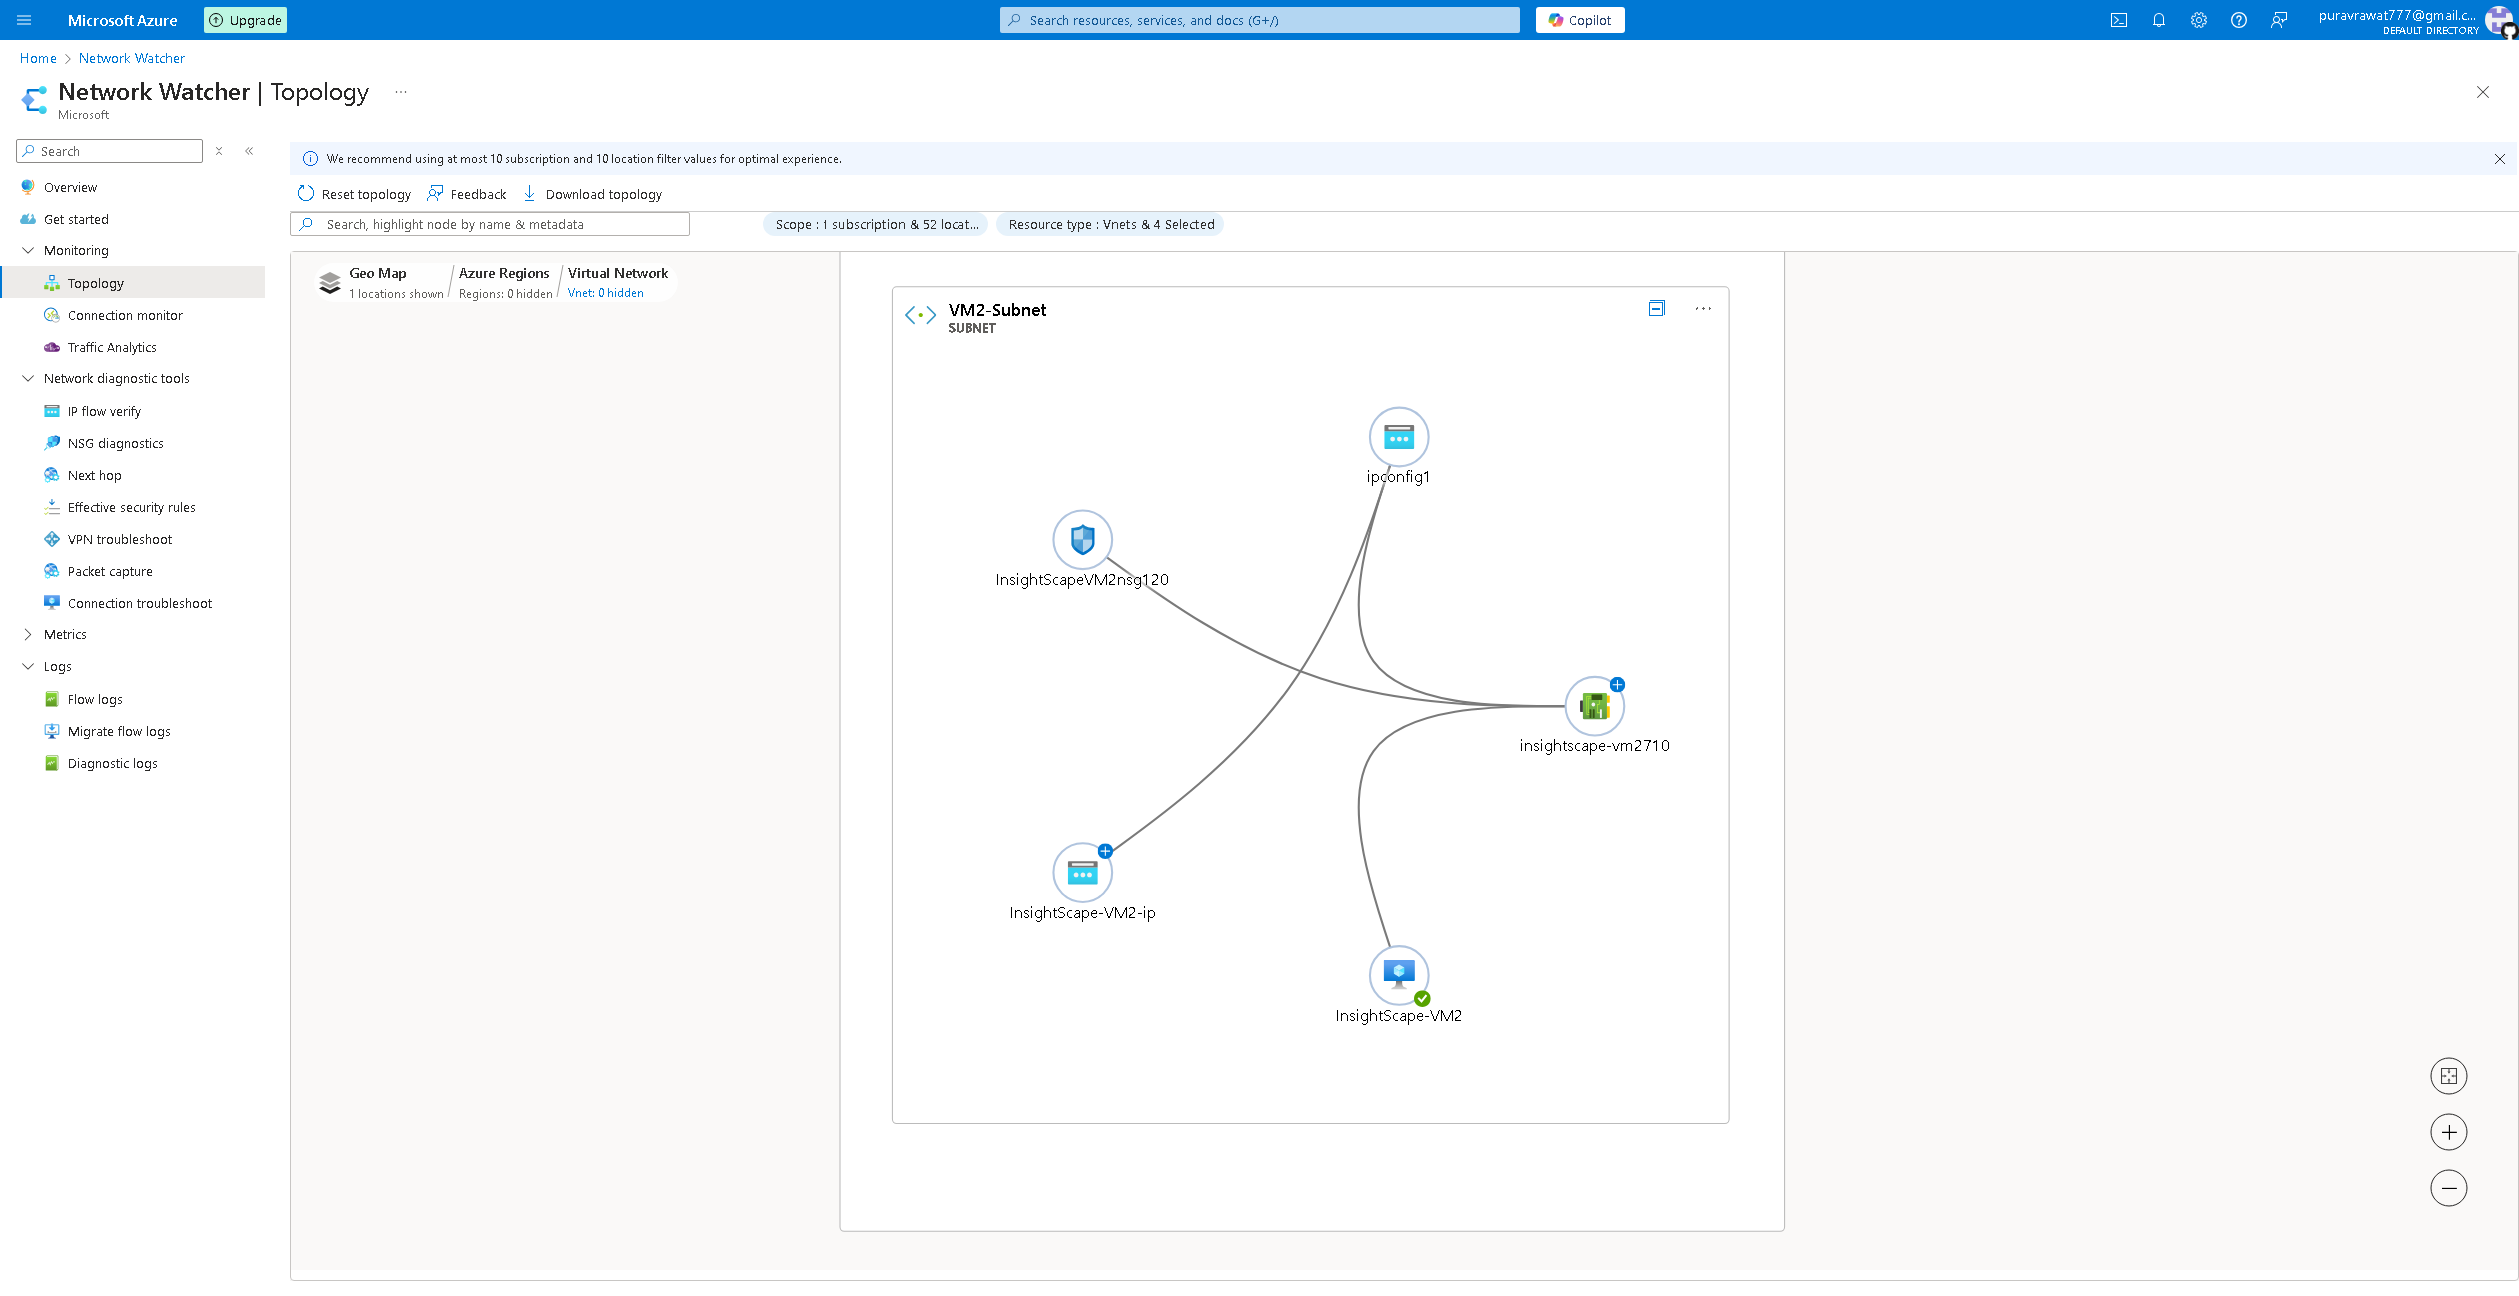 Microsoft Azure
Upgrade
Search resources, services, and docs (G+/)
Copilot
puravrawat777@gmail.c...
DEFAULT DIRECTORY
Home > Network Watcher
Network Watcher | Topology ...
Microsoft
Search
Overview
Get started
Monitoring
Topology
Connection monitor
Traffic Analytics
Network diagnostic tools
IP flow verify
NSG diagnostics
Next hop
Effective security rules
VPN troubleshoot
Packet capture
Connection troubleshoot
Metrics
Logs
Flow logs
Migrate flow logs
Diagnostic logs
We recommend using at most 10 subscription and 10 location filter values for optimal experience.
Reset topology
Feedback
Download topology
Search, highlight node by name & metadata
Scope : 1 subscription & 52 locat...
Resource type : Vnets & 4 Selected
Geo Map
1 locations shown
Azure Regions
Regions: 0 hidden
Virtual Network
Vnet: 0 hidden
VM2-Subnet
SUBNET
ipconfig1
InsightScapeVM2nsg120
insightscape-vm2710
InsightScape-VM2-ip
InsightScape-VM2